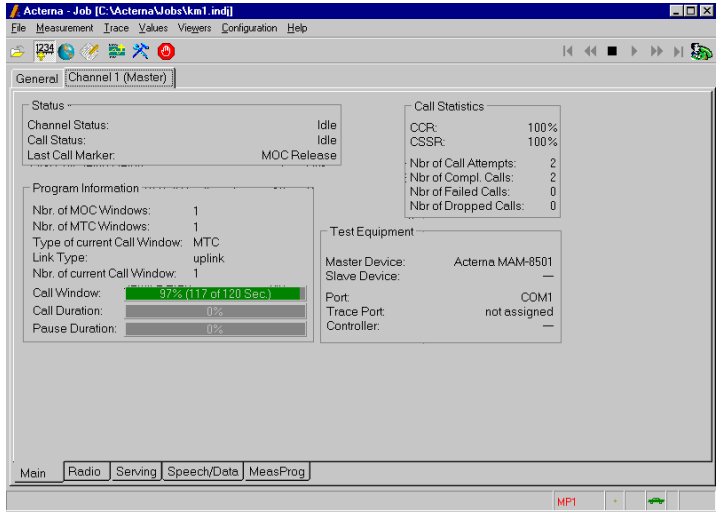 Acterna - Job [C:\Acterna\Jobs\km1.indj]
File Measurement Trace Values Viewers Configuration Help
1234
General Channel 1 (Master)
Status
Channel Status: Idle
Call Status: Idle
Last Call Marker: MOC Release
Call Statistics
CCR: 100%
CSSR: 100%
Nbr of Call Attempts: 2
Nbr of Compl. Calls: 2
Nbr of Failed Calls: 0
Nbr of Dropped Calls: 0
Program Information
Nbr. of MOC Windows: 1
Nbr. of MTC Windows: 1
Type of current Call Window: MTC
Link Type: uplink
Nbr. of current Call Window: 1
Call Window: 97% (117 of 120 Sec.)
Call Duration: 0%
Pause Duration: 0%
Test Equipment
Master Device: Acterna MAM-8501
Slave Device: —
Port: COM1
Trace Port: not assigned
Controller: —
Main Radio Serving Speech/Data MeasProg
MP1